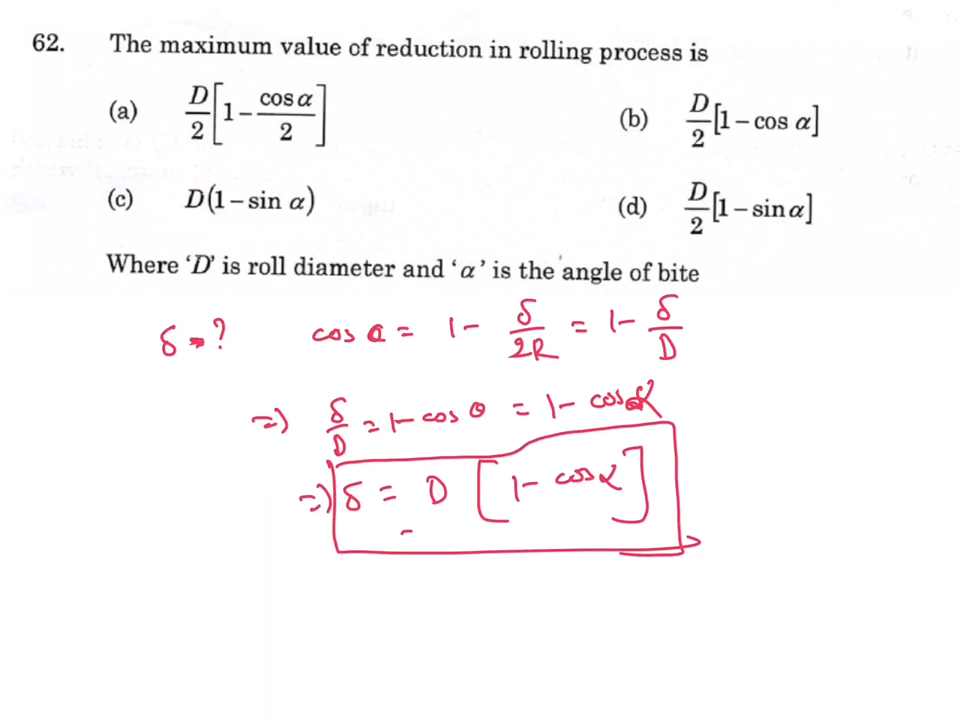 62. The maximum value of reduction in rolling process is
(a) D/2 [1 – cos α/2] (b) D/2 [1 – cos α]
(c) D(1 – sin α) (d) D/2 [1 – sin α]
Where 'D' is roll diameter and 'α' is the angle of bite
δ = ? cos θ = 1 - δ/2R = 1 - δ/D
=) δ/D = 1 - cos θ = 1 - cos α
=) δ = D [1 - cos α]